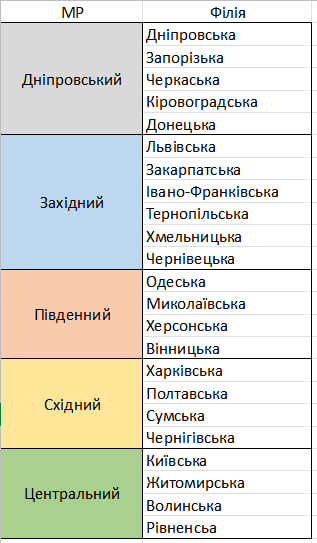 МР Філія
Дніпровська
Запорізька
Дніпровський Черкаська
Кіровоградська
Донецька
Львівська
Закарпатська
Західний Івано-Франківська
Тернопільська
Хмельницька
Чернівецька
Одеська
Південний Миколаївська
Херсонська
Вінницька
Харківська
Східний Полтавська
Сумська
Чернігівська
Київська
Центральний Житомирська
Волинська
Рівненсьа